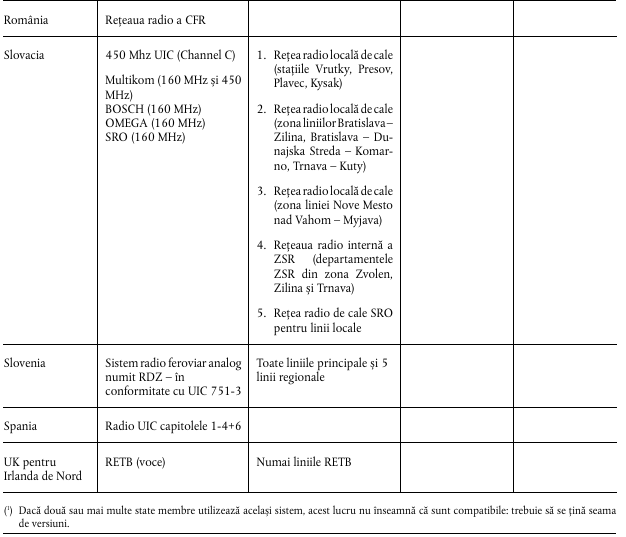 România
Rețeaua radio a CFR
Slovacia
450 Mhz UIC (Channel C)
Multikom (160 MHz și 450
MHz)
BOSCH (160 MHz)
OMEGA (160 MHz)
SRO (160 MHz)
1. Rețea radio locală de cale
(stațiile Vrutky, Presov,
Plavec, Kysak)
2. Rețea radio locală de cale
(zona liniilor Bratislava –
Zilina, Bratislava – Du-
najska Streda – Komar-
no, Trnava – Kuty)
3. Rețea radio locală de cale
(zona liniei Nove Mesto
nad Vahom – Myjava)
4. Rețeaua radio internă a
ZSR (departamentele
ZSR din zona Zvolen,
Zilina și Trnava)
5. Rețea radio de cale SRO
pentru linii locale
Slovenia
Sistem radio feroviar analog
numit RDZ – în
conformitate cu UIC 751-3
Toate liniile principale și 5
linii regionale
Spania
Radio UIC capitolele 1-4+6
UK pentru
Irlanda de Nord
RETB (voce)
Numai liniile RETB
(¹) Dacă două sau mai multe state membre utilizează același sistem, acest lucru nu înseamnă că sunt compatibile: trebuie să se țină seama
de versiuni.